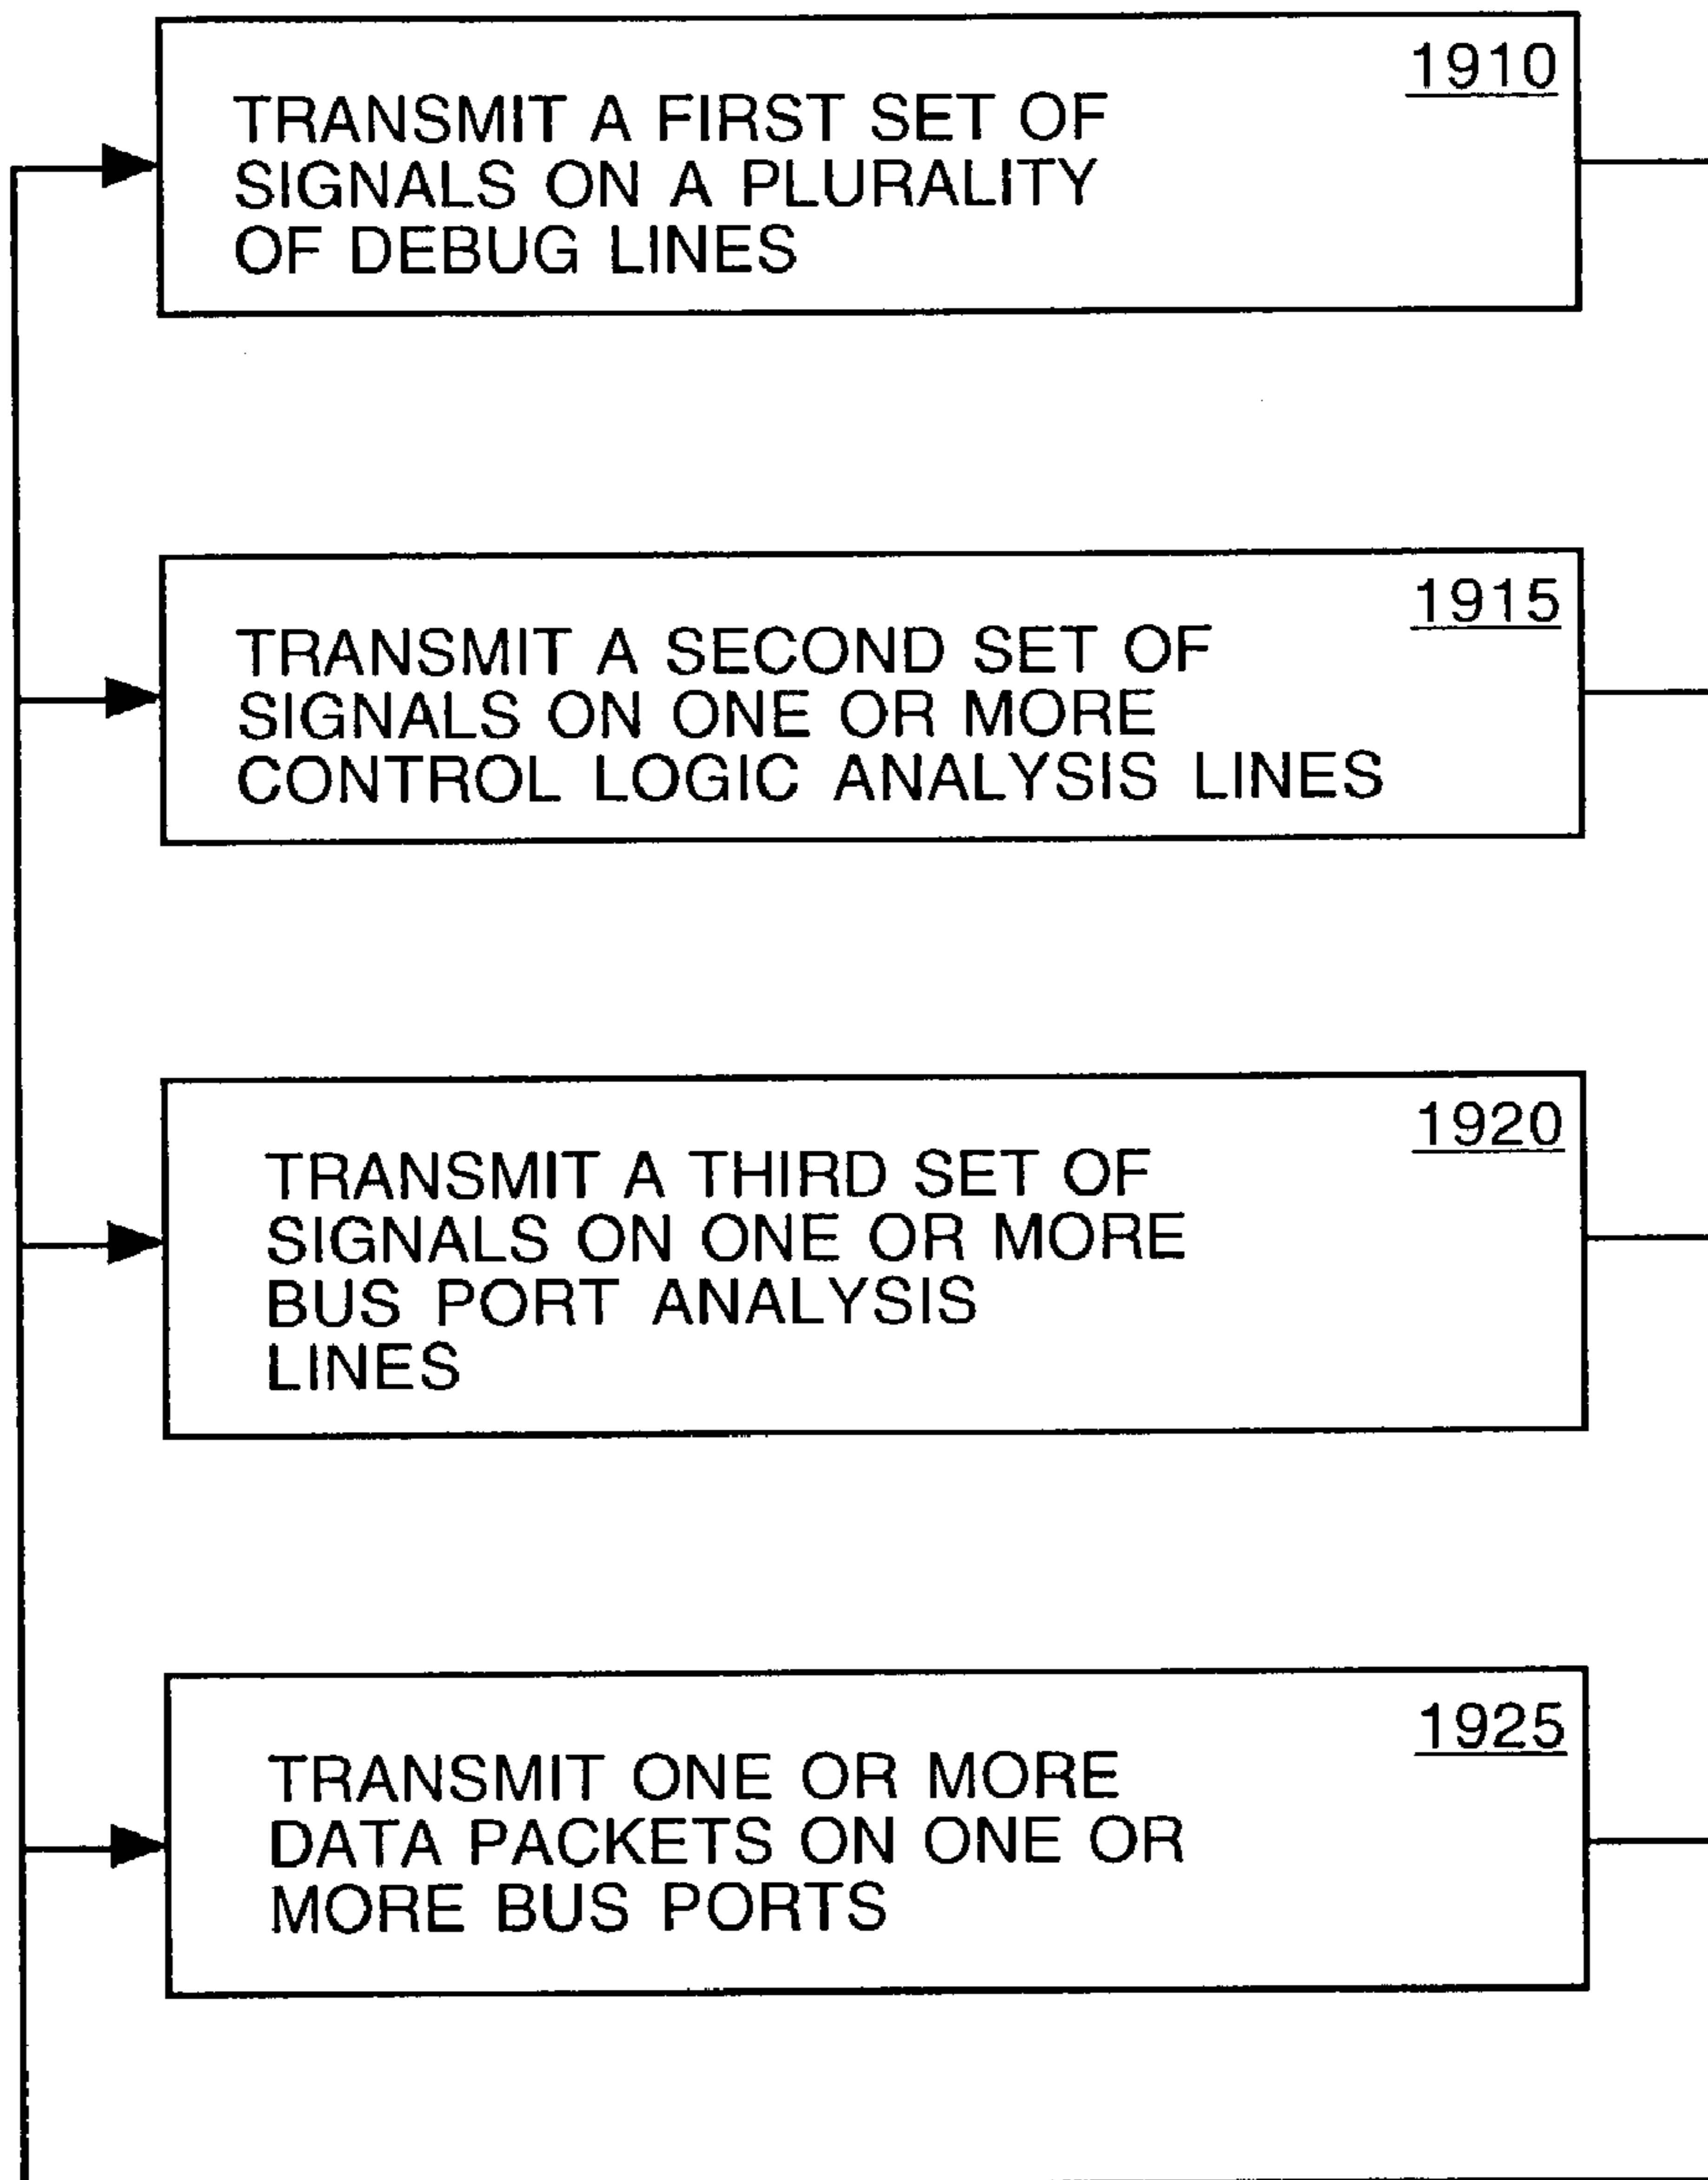 1910
TRANSMIT A FIRST SET OF
SIGNALS ON A PLURALITY
OF DEBUG LINES
1915
TRANSMIT A SECOND SET OF
SIGNALS ON ONE OR MORE
CONTROL LOGIC ANALYSIS LINES
1920
TRANSMIT A THIRD SET OF
SIGNALS ON ONE OR MORE
BUS PORT ANALYSIS
LINES
1925
TRANSMIT ONE OR MORE
DATA PACKETS ON ONE OR
MORE BUS PORTS